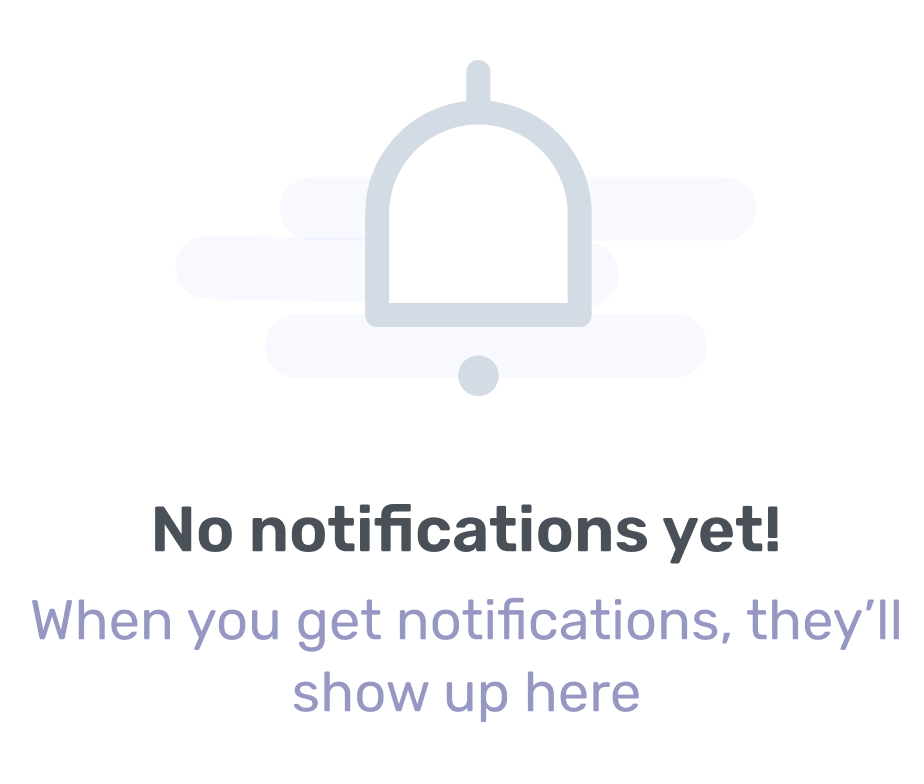 No notifications yet!
When you get notifications, they’ll
show up here